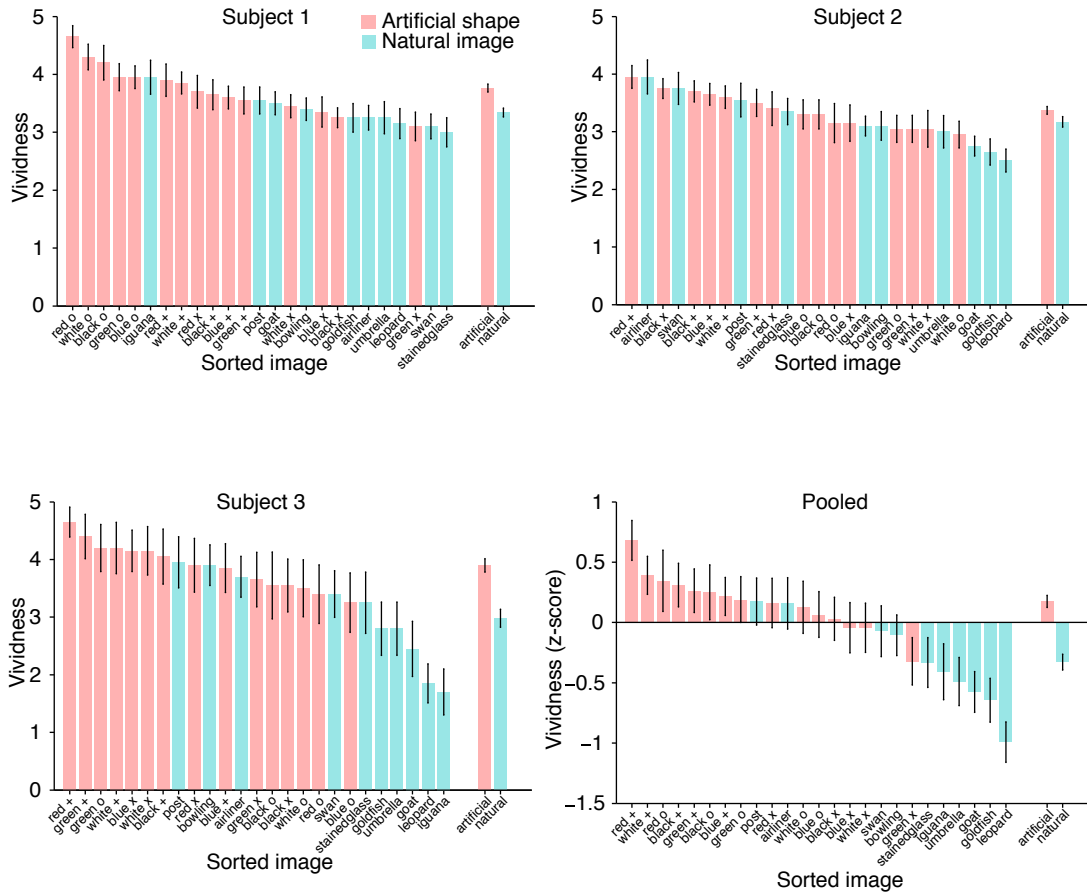 Subject 1
Artificial shape
Natural image
Vividness
5
4
3
2
1
0
red o
white o
black o
green o
blue o
iguana
red +
white +
red x
black +
blue +
green +
post
goat
white x
bowling
blue x
black x
goldfish
airliner
umbrella
leopard
green x
swan
stainedglass
artificial
natural
Sorted image
Subject 2
Vividness
5
4
3
2
1
0
red +
airliner
black x
swan
black +
blue +
white +
post
green +
red x
stainedglass
blue o
black o
red o
blue x
iguana
bowling
green o
green x
white x
umbrella
white o
goat
goldfish
leopard
artificial
natural
Sorted image
Subject 3
Vividness
5
4
3
2
1
0
red +
green +
green o
white +
blue x
white x
black +
post
red x
bowling
blue +
airliner
green x
black o
black x
white o
red o
swan
blue o
stainedglass
goldfish
umbrella
goat
leopard
iguana
artificial
natural
Sorted image
Pooled
Vividness (z-score)
1
0.5
0
−0.5
−1
−1.5
red +
white +
red o
black +
green +
black o
blue +
green o
post
red x
airliner
white o
blue o
black x
blue x
white x
swan
bowling
green x
stainedglass
iguana
umbrella
goat
goldfish
leopard
artificial
natural
Sorted image